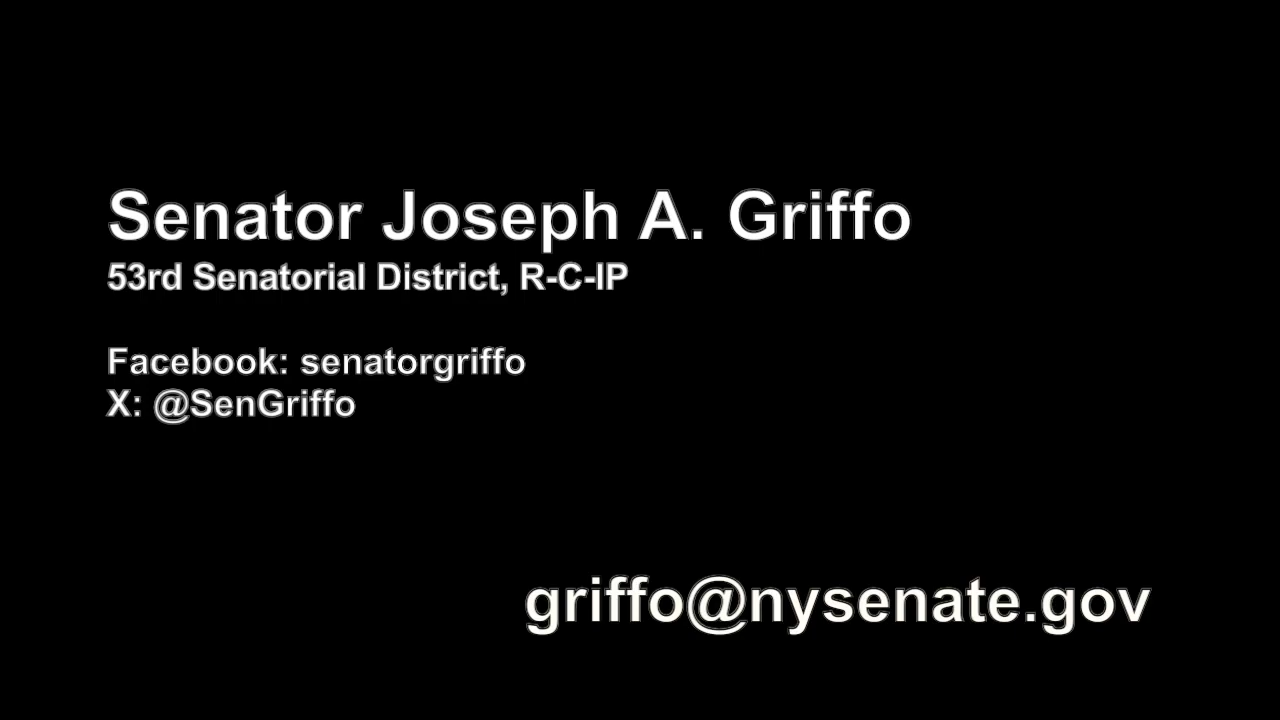 Senator Joseph A. Griffo
53rd Senatorial District, R-C-IP
Facebook: senatorgriffo
X: @SenGriffo
griffo@nysenate.gov